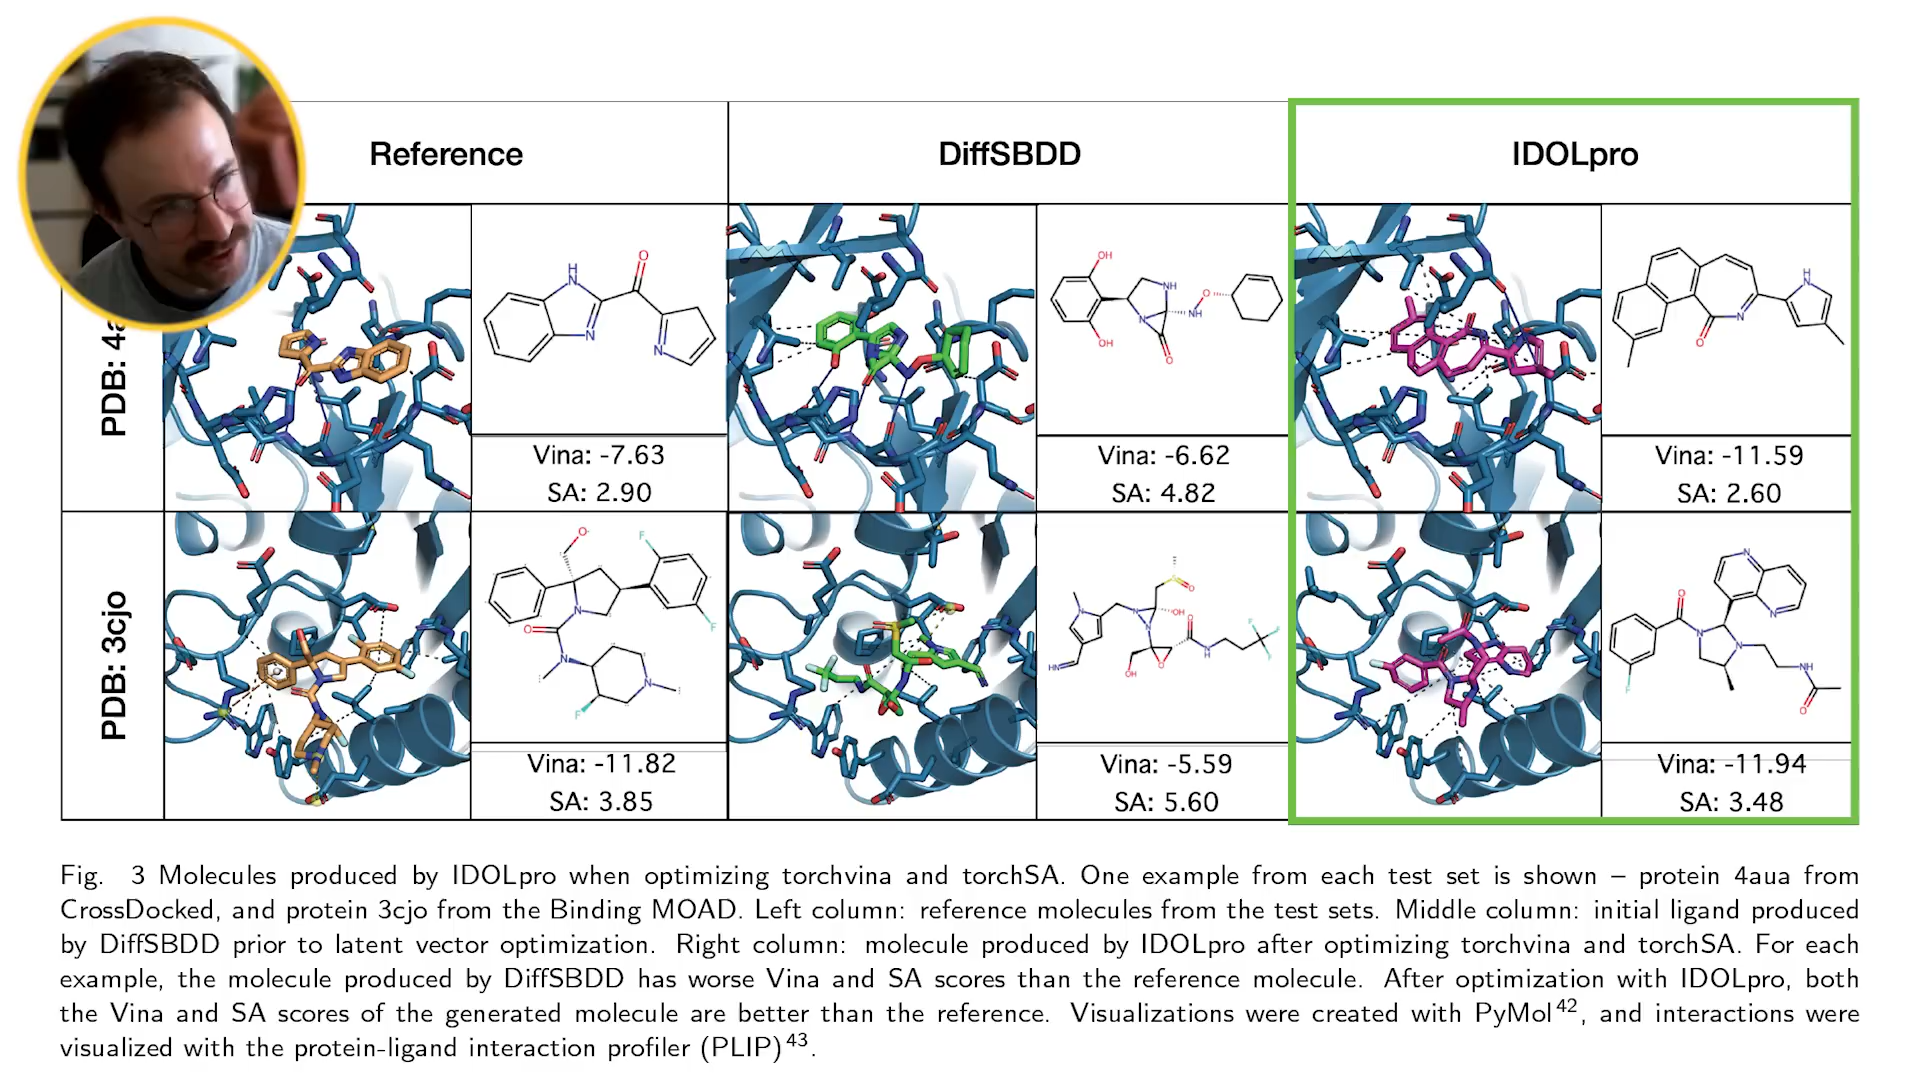 Reference
DiffSBDD
IDOLpro
PDB:
H
N
N
O
N
OH
OH
NH
N
NH
O
O
H
N
O
N
Vina: -7.63
SA: 2.90
Vina: -6.62
SA: 4.82
Vina: -11.59
SA: 2.60
PDB: 3cjo
O
F
F
N
O
N
N
F
N
HN
N
N
OH
OH
O
S
O
O
N
H
F
F
F
N
N
O
N
N
F
NH
O
Vina: -11.82
SA: 3.85
Vina: -5.59
SA: 5.60
Vina: -11.94
SA: 3.48
Fig. 3 Molecules produced by IDOLpro when optimizing torchvina and torchSA. One example from each test set is shown – protein 4aua from
CrossDocked, and protein 3cjo from the Binding MOAD. Left column: reference molecules from the test sets. Middle column: initial ligand produced
by DiffSBDD prior to latent vector optimization. Right column: molecule produced by IDOLpro after optimizing torchvina and torchSA. For each
example, the molecule produced by DiffSBDD has worse Vina and SA scores than the reference molecule. After optimization with IDOLpro, both
the Vina and SA scores of the generated molecule are better than the reference. Visualizations were created with PyMol42, and interactions were
visualized with the protein-ligand interaction profiler (PLIP)43.